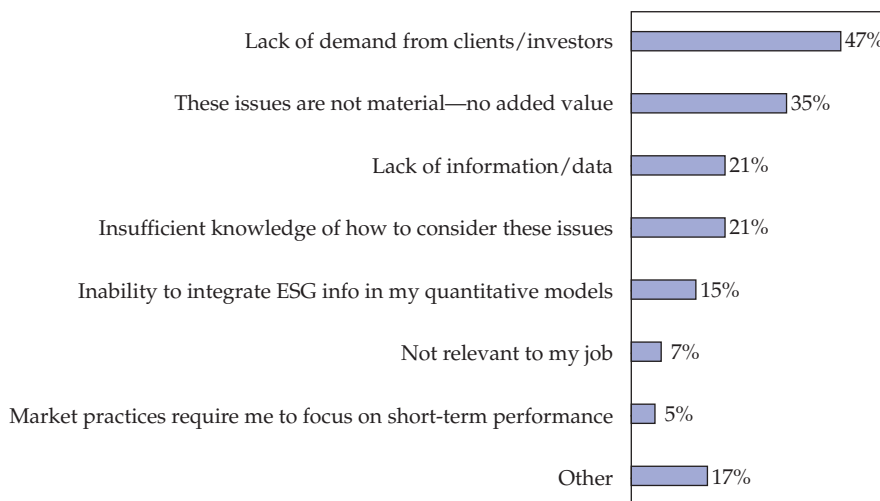 Lack of demand from clients/investors 47%
These issues are not material—no added value 35%
Lack of information/data 21%
Insufficient knowledge of how to consider these issues 21%
Inability to integrate ESG info in my quantitative models 15%
Not relevant to my job 7%
Market practices require me to focus on short-term performance 5%
Other 17%